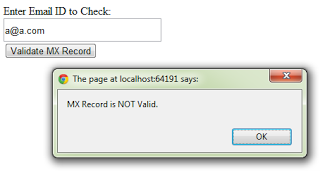 Enter Email ID to Check:
a@a.com
Validate MX Record
The page at localhost:64191 says:
MX Record is NOT Valid.
OK